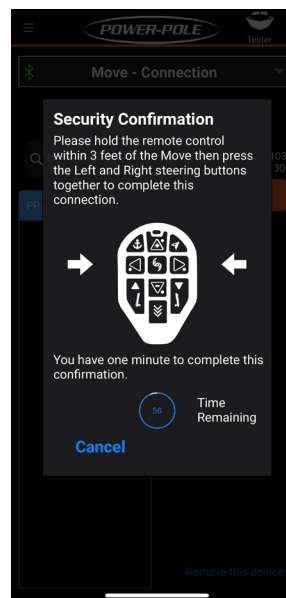 POWER-POLE
Tester
Move - Connection
Security Confirmation
Please hold the remote control
within 3 feet of the Move then press
the Left and Right steering buttons
together to complete this
connection.
You have one minute to complete this
confirmation.
56
Time
Remaining
Cancel
Remove this device